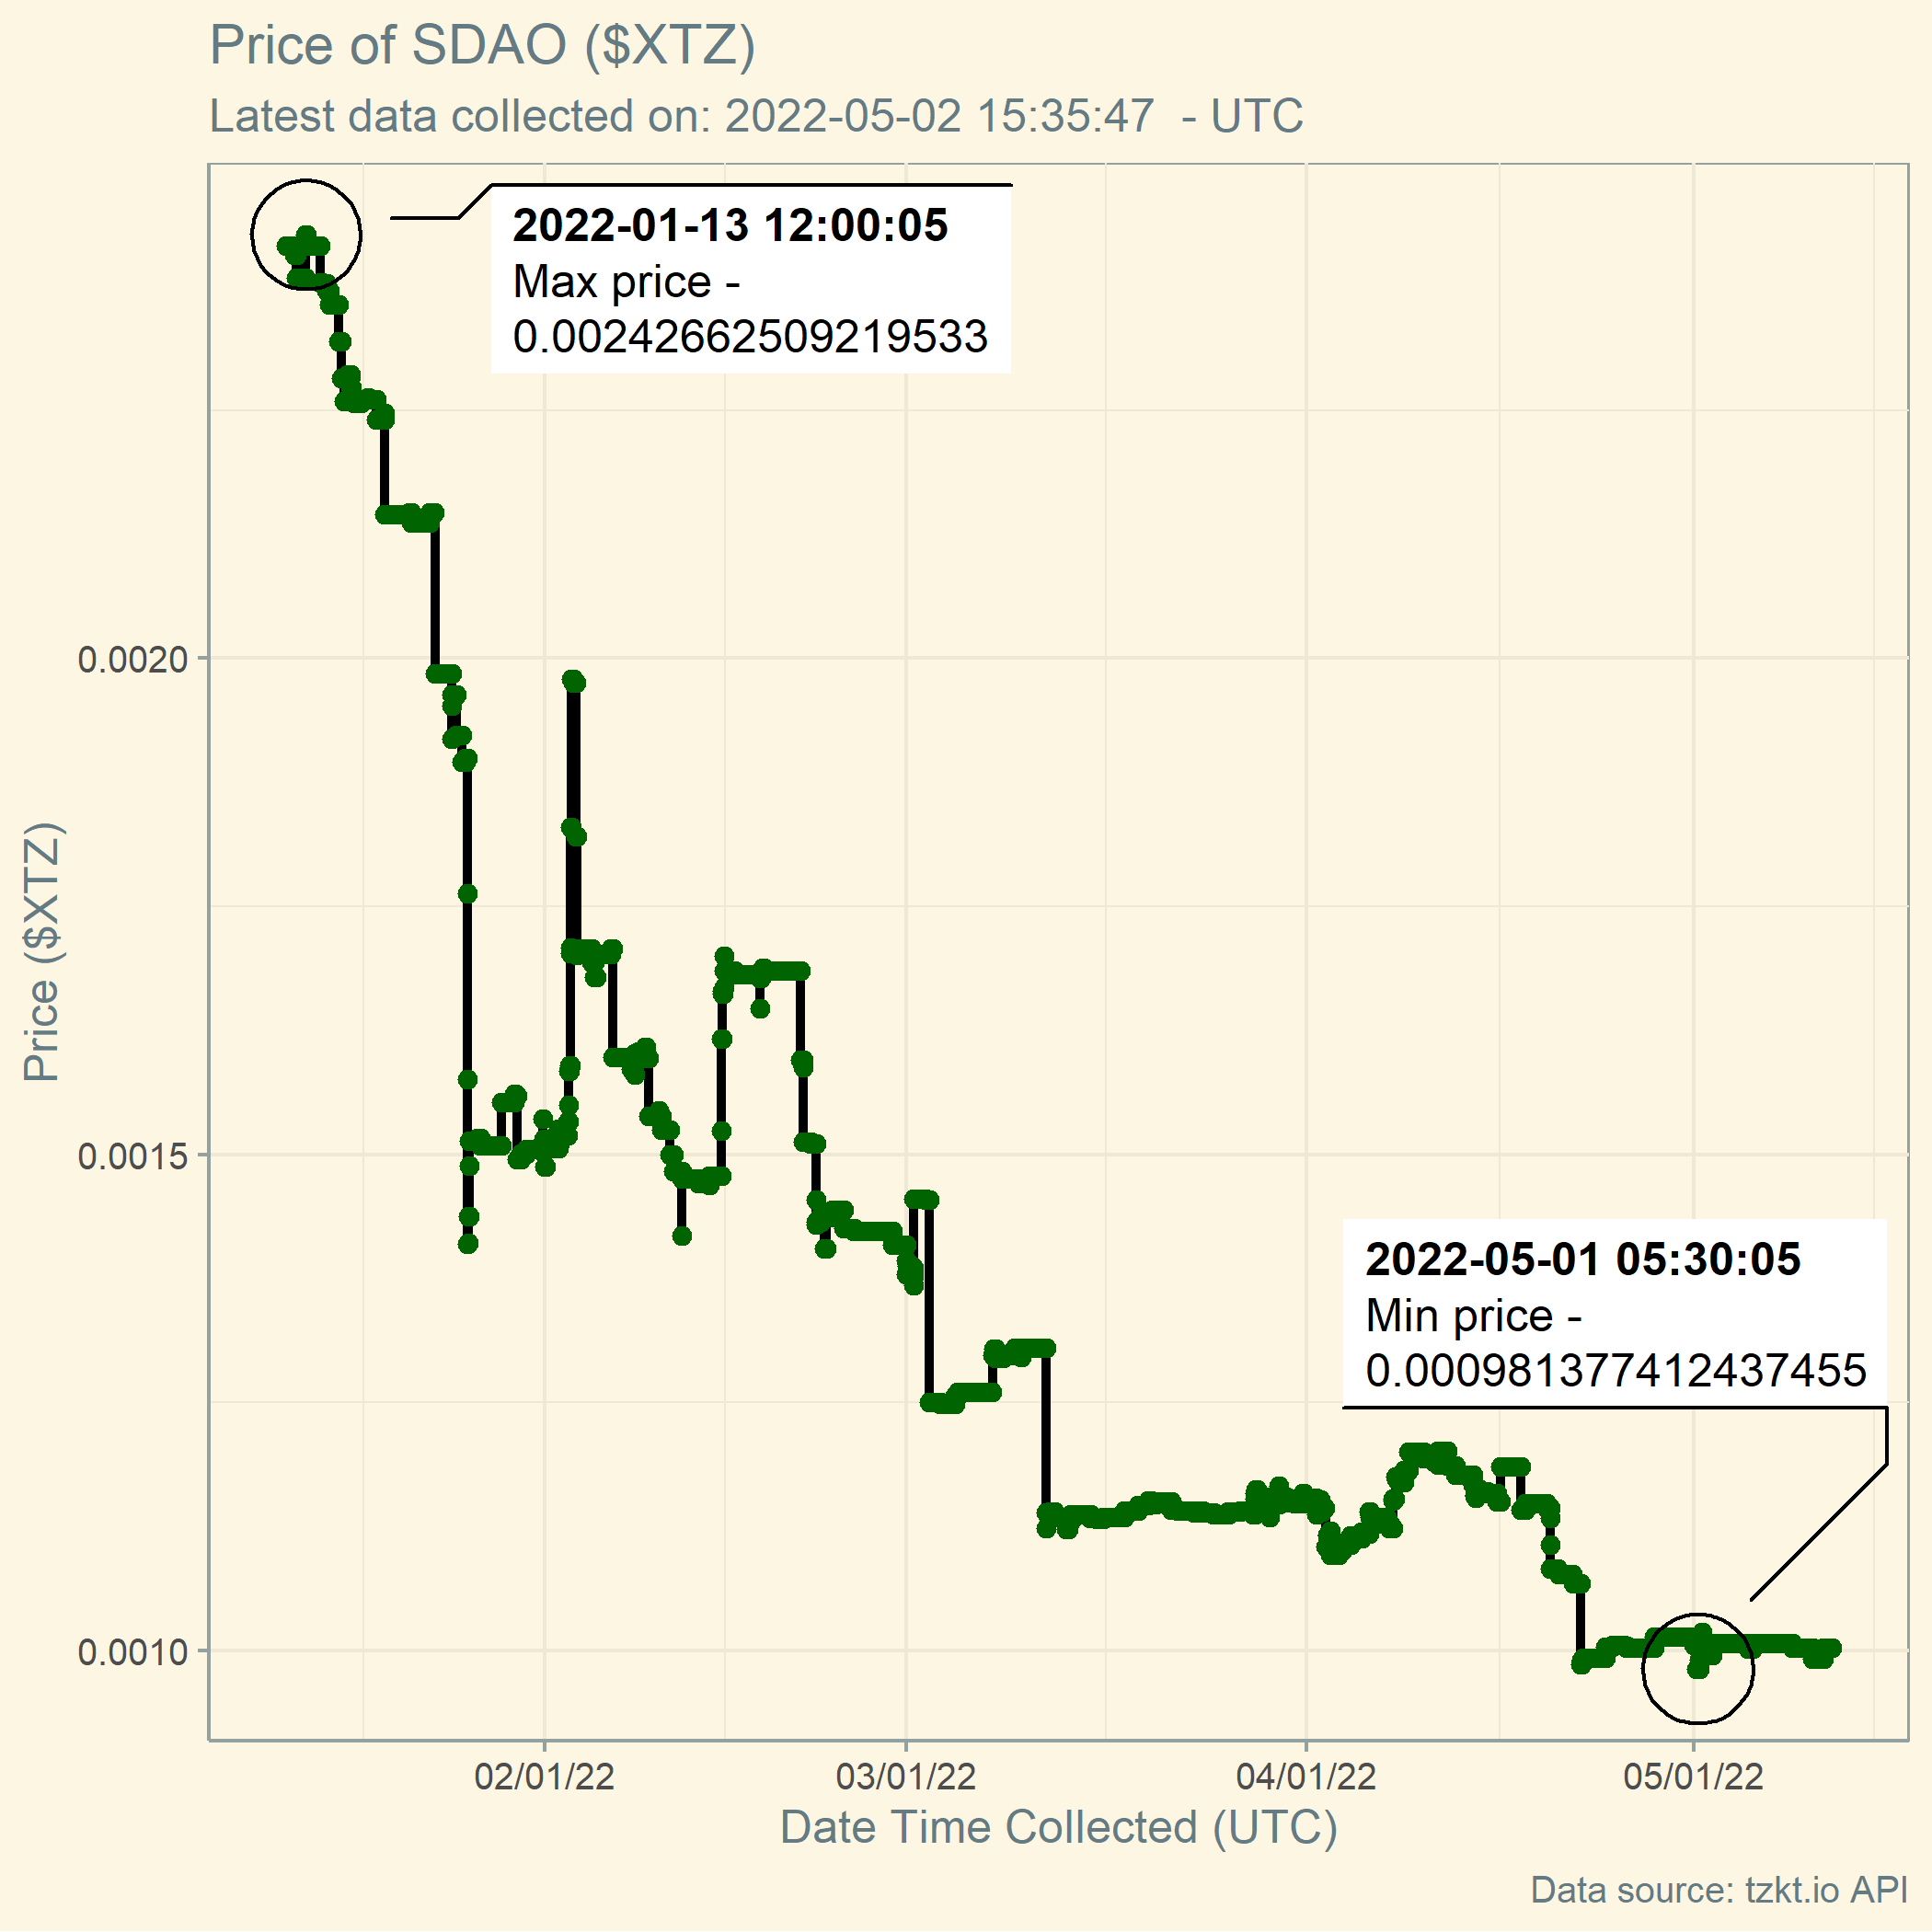 Price of SDAO ($XTZ)
Latest data collected on: 2022-05-02 15:35:47  - UTC
2022-01-13 12:00:05
Max price -
0.00242662509219533
0.0020
Price ($XTZ)
0.0015
2022-05-01 05:30:05
Min price -
0.000981377412437455
0.0010
02/01/22
03/01/22
04/01/22
05/01/22
Date Time Collected (UTC)
Data source: tzkt.io API